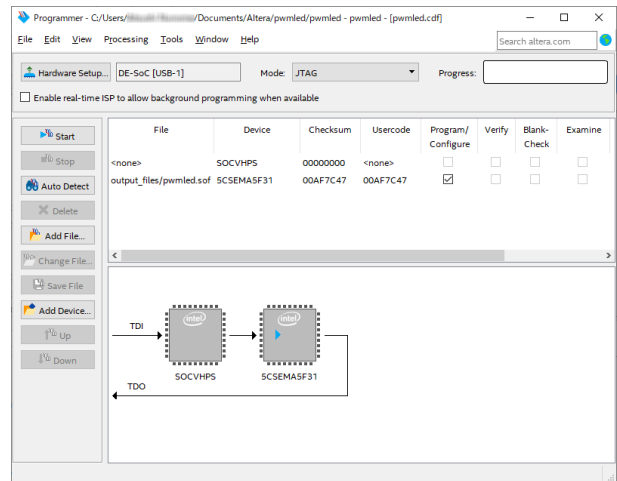 Programmer - C:/Users/ /Documents/Altera/pwmled/pwmled - pwmled - [pwmled.cdf]
File Edit View Processing Tools Window Help
Search altera.com
Hardware Setup... DE-SoC [USB-1] Mode: JTAG Progress:
Enable real-time ISP to allow background programming when available
Start
Stop
Auto Detect
Delete
Add File...
Change File...
Save File
Add Device...
Up
Down
File Device Checksum Usercode Program/ Verify Blank- Examine
Configure Check
<none> SOCVHPS 00000000 <none>
output_files/pwmled.sof 5CSEMA5F31 00AF7C47 00AF7C47
TDI
intel
intel
SOCVHPS 5CSEMA5F31
TDO